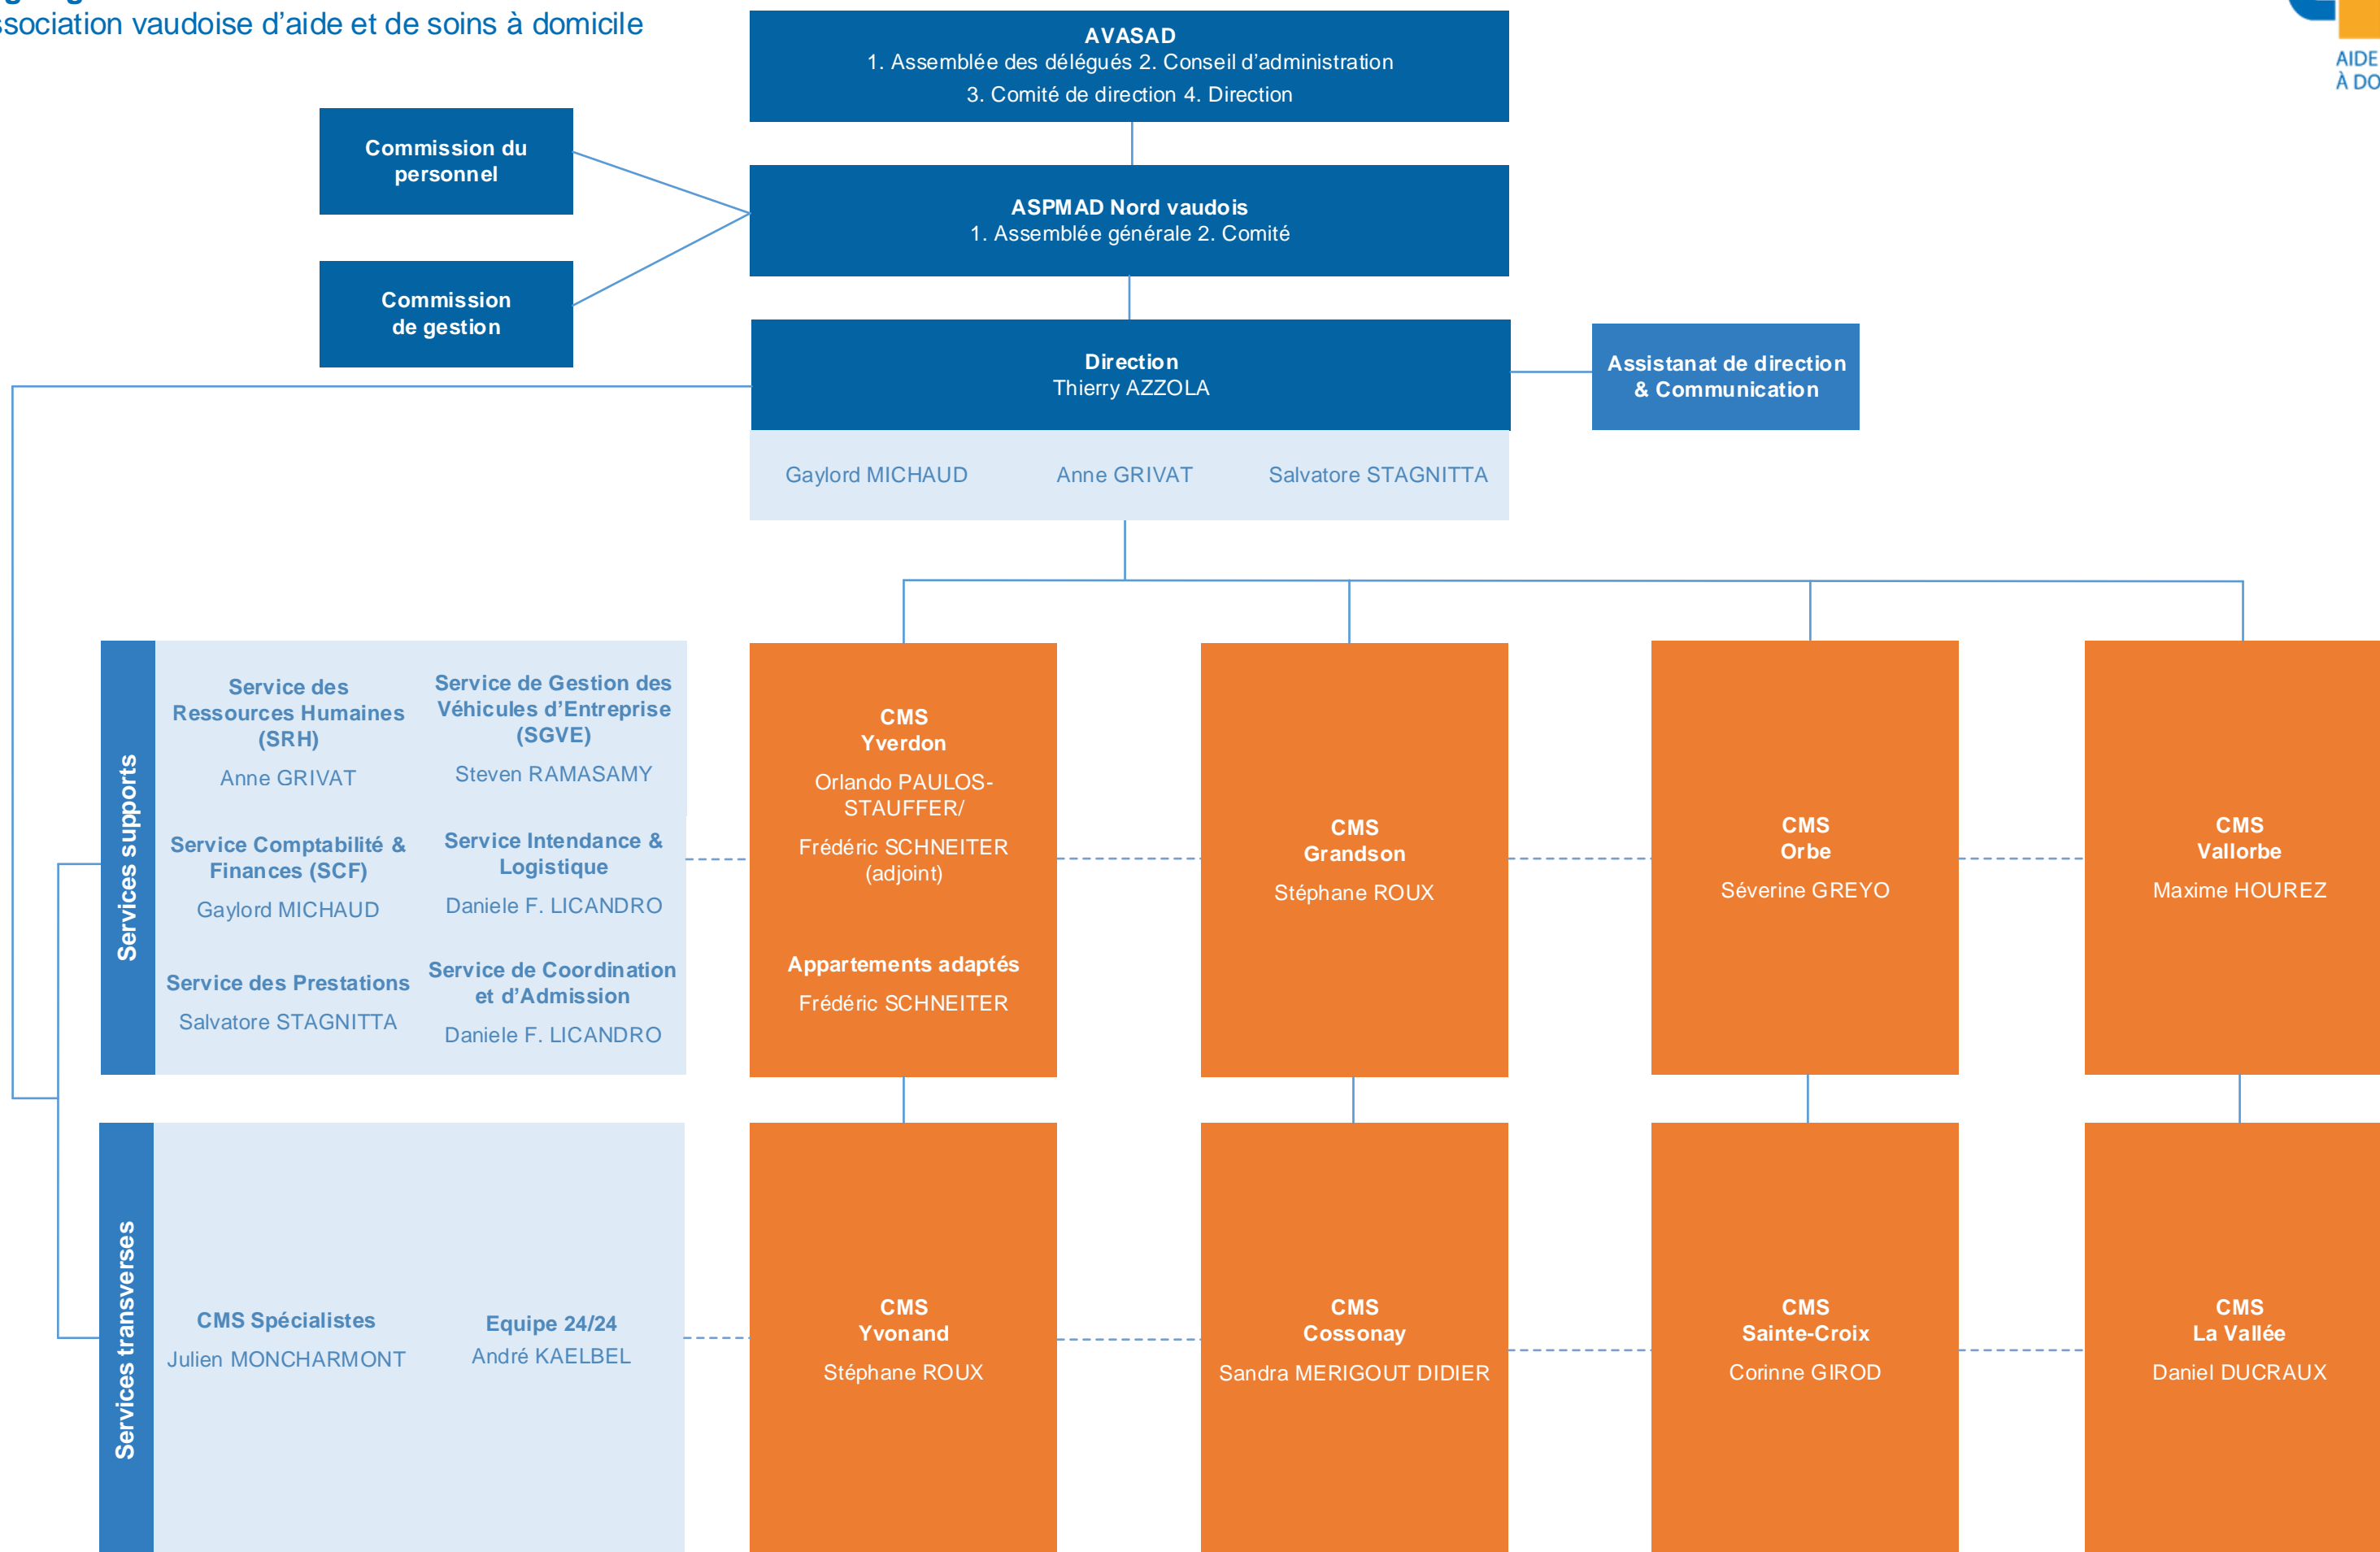 ssociation vaudoise d’aide et de soins à domicile
AIDE
AVASAD
1. Assemblée des délégués 2. Conseil d’administration
3. Comité de direction 4. Direction
Commission du
personnel
ASPMAD Nord vaudois
1. Assemblée générale 2. Comité
Commission
de gestion
Direction
Thierry AZZOLA
Assistanat de direction
& Communication
Gaylord MICHAUD
Anne GRIVAT
Salvatore STAGNITTA
Services supports
Service des
Ressources Humaines
(SRH)
Anne GRIVAT
Service de Gestion des
Véhicules d’Entreprise
(SGVE)
Steven RAMASAMY
Service Comptabilité &
Finances (SCF)
Gaylord MICHAUD
Service Intendance &
Logistique
Daniele F. LICANDRO
Service des Prestations
Salvatore STAGNITTA
Service de Coordination
et d’Admission
Daniele F. LICANDRO
CMS
Yverdon
Orlando PAULOS-
STAUFFER/
Frédéric SCHNEITER
(adjoint)
Appartements adaptés
Frédéric SCHNEITER
CMS
Grandson
Stéphane ROUX
CMS
Orbe
Séverine GREYO
CMS
Vallorbe
Maxime HOUREZ
Services transverses
CMS Spécialistes
Julien MONCHARMONT
Equipe 24/24
André KAELBEL
CMS
Yvonand
Stéphane ROUX
CMS
Cossonay
Sandra MERIGOUT DIDIER
CMS
Sainte-Croix
Corinne GIROD
CMS
La Vallée
Daniel DUCRAUX